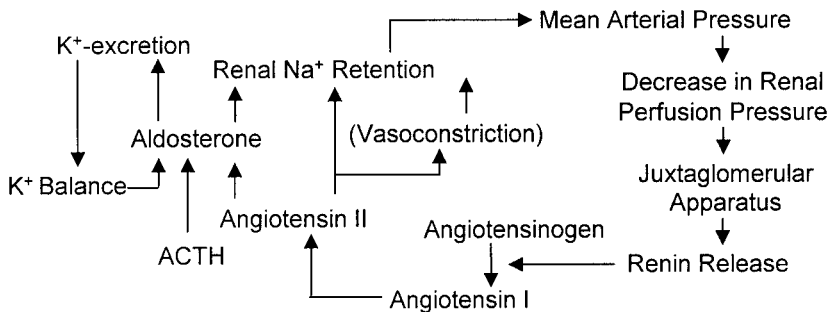 Mean Arterial Pressure
K⁺-excretion
Renal Na⁺ Retention
Decrease in Renal
Perfusion Pressure
Aldosterone
(Vasoconstriction)
Juxtaglomerular
Apparatus
K⁺ Balance
Angiotensin II
Angiotensinogen
ACTH
Renin Release
Angiotensin I